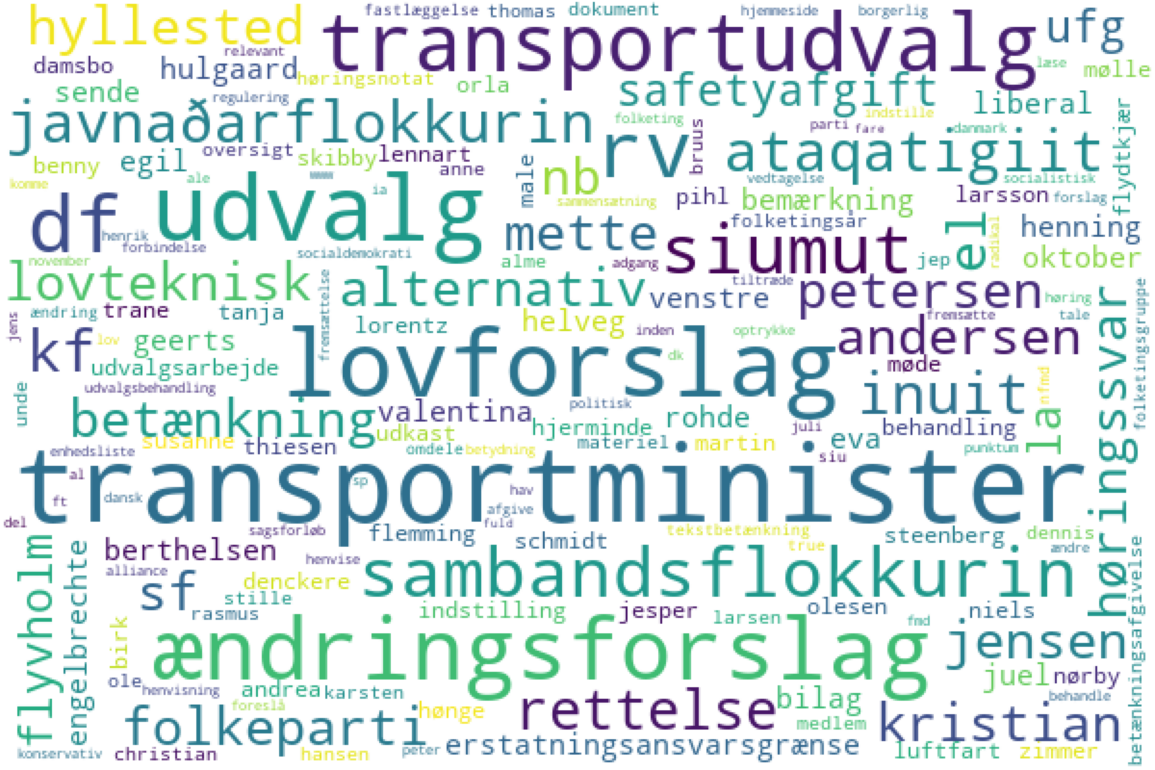 fastlæggelse thomas dokument hjemmeside borgerlig
hyllested transportudvalg ufg
relevant
damsbo hulgaard høringsnotat orla læse mølle
sende regulering safetyafgift liberal
javnaðarflokkurin folketing indstille
oversigt parti fare danmark
benny egil skibby lennart rv ataqatigiit flydtkjær
komme ale www anne male nb bruus vedtagelse socialistisk
df udvalg ia sammensætning pihl bemærkning larsson forslag
henrik mette folketingsår henning
forbindelse socialdemokrati siumut el radikal
november alme adgang jep oktober
lovteknisk fremsættelse alternativ venstre tiltræde petersen høring
jens ændring trane tanja lorentz helveg inden optrykke fremsætte tale
kf lov geerts lovforslag dk andersen
udvalgsarbejde møde
unde udvalgsbehandling politisk inuit nfmd høringssvar folketingsgruppe
betænkning valentina hjerminde rohde juli la
susanne thiesen udkast materiel martin eva behandling
enhedsliste omdele betydning siu punktum
al transportminister
ft dansk sp hav
del afgive fuld
sagsforløb flemming schmidt tekstbetænkning steenberg dennis
flyvholm engelbrechte berthelsen henvise true ændre
alliance sf denckere sambandsflokkurin betænkningsafgivelse
stille rasmus indstilling jesper larsen olesen niels
birk ændringsforslag fmd jensen
ole henvisning andrea karsten juel nørby
foreslå hønge rettelse bilag behandle
folkeparti medlem kristian
konservativ christian hansen peter erstatningsansvarsgrænse luftfart zimmer